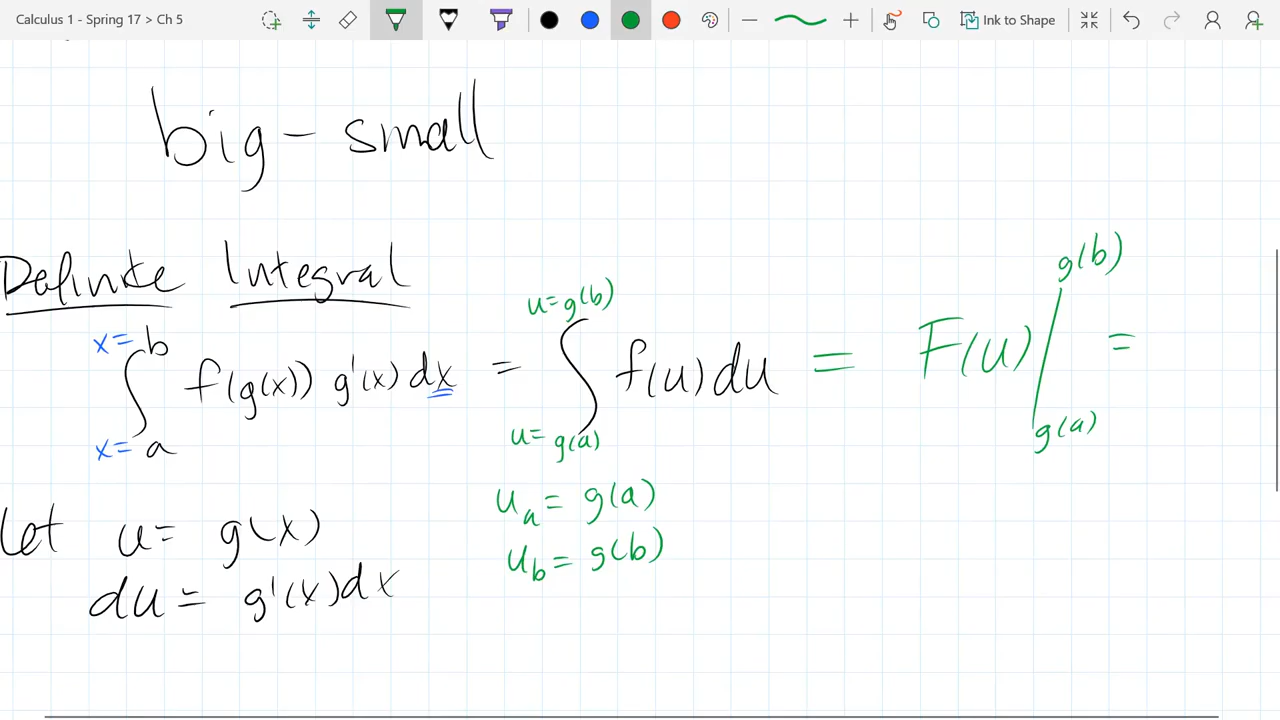 Calculus 1 - Spring 17 > Ch 5
Ink to Shape
big - small
Definite Integral
x= b
∫ f(g(x)) g'(x) dx = ∫ f(u) du = F(u) | =
x= a
u= g(b)
u= g(a)
g(b)
g(a)
u_a = g(a)
u_b = g(b)
Let u = g(x)
du = g'(x)dx